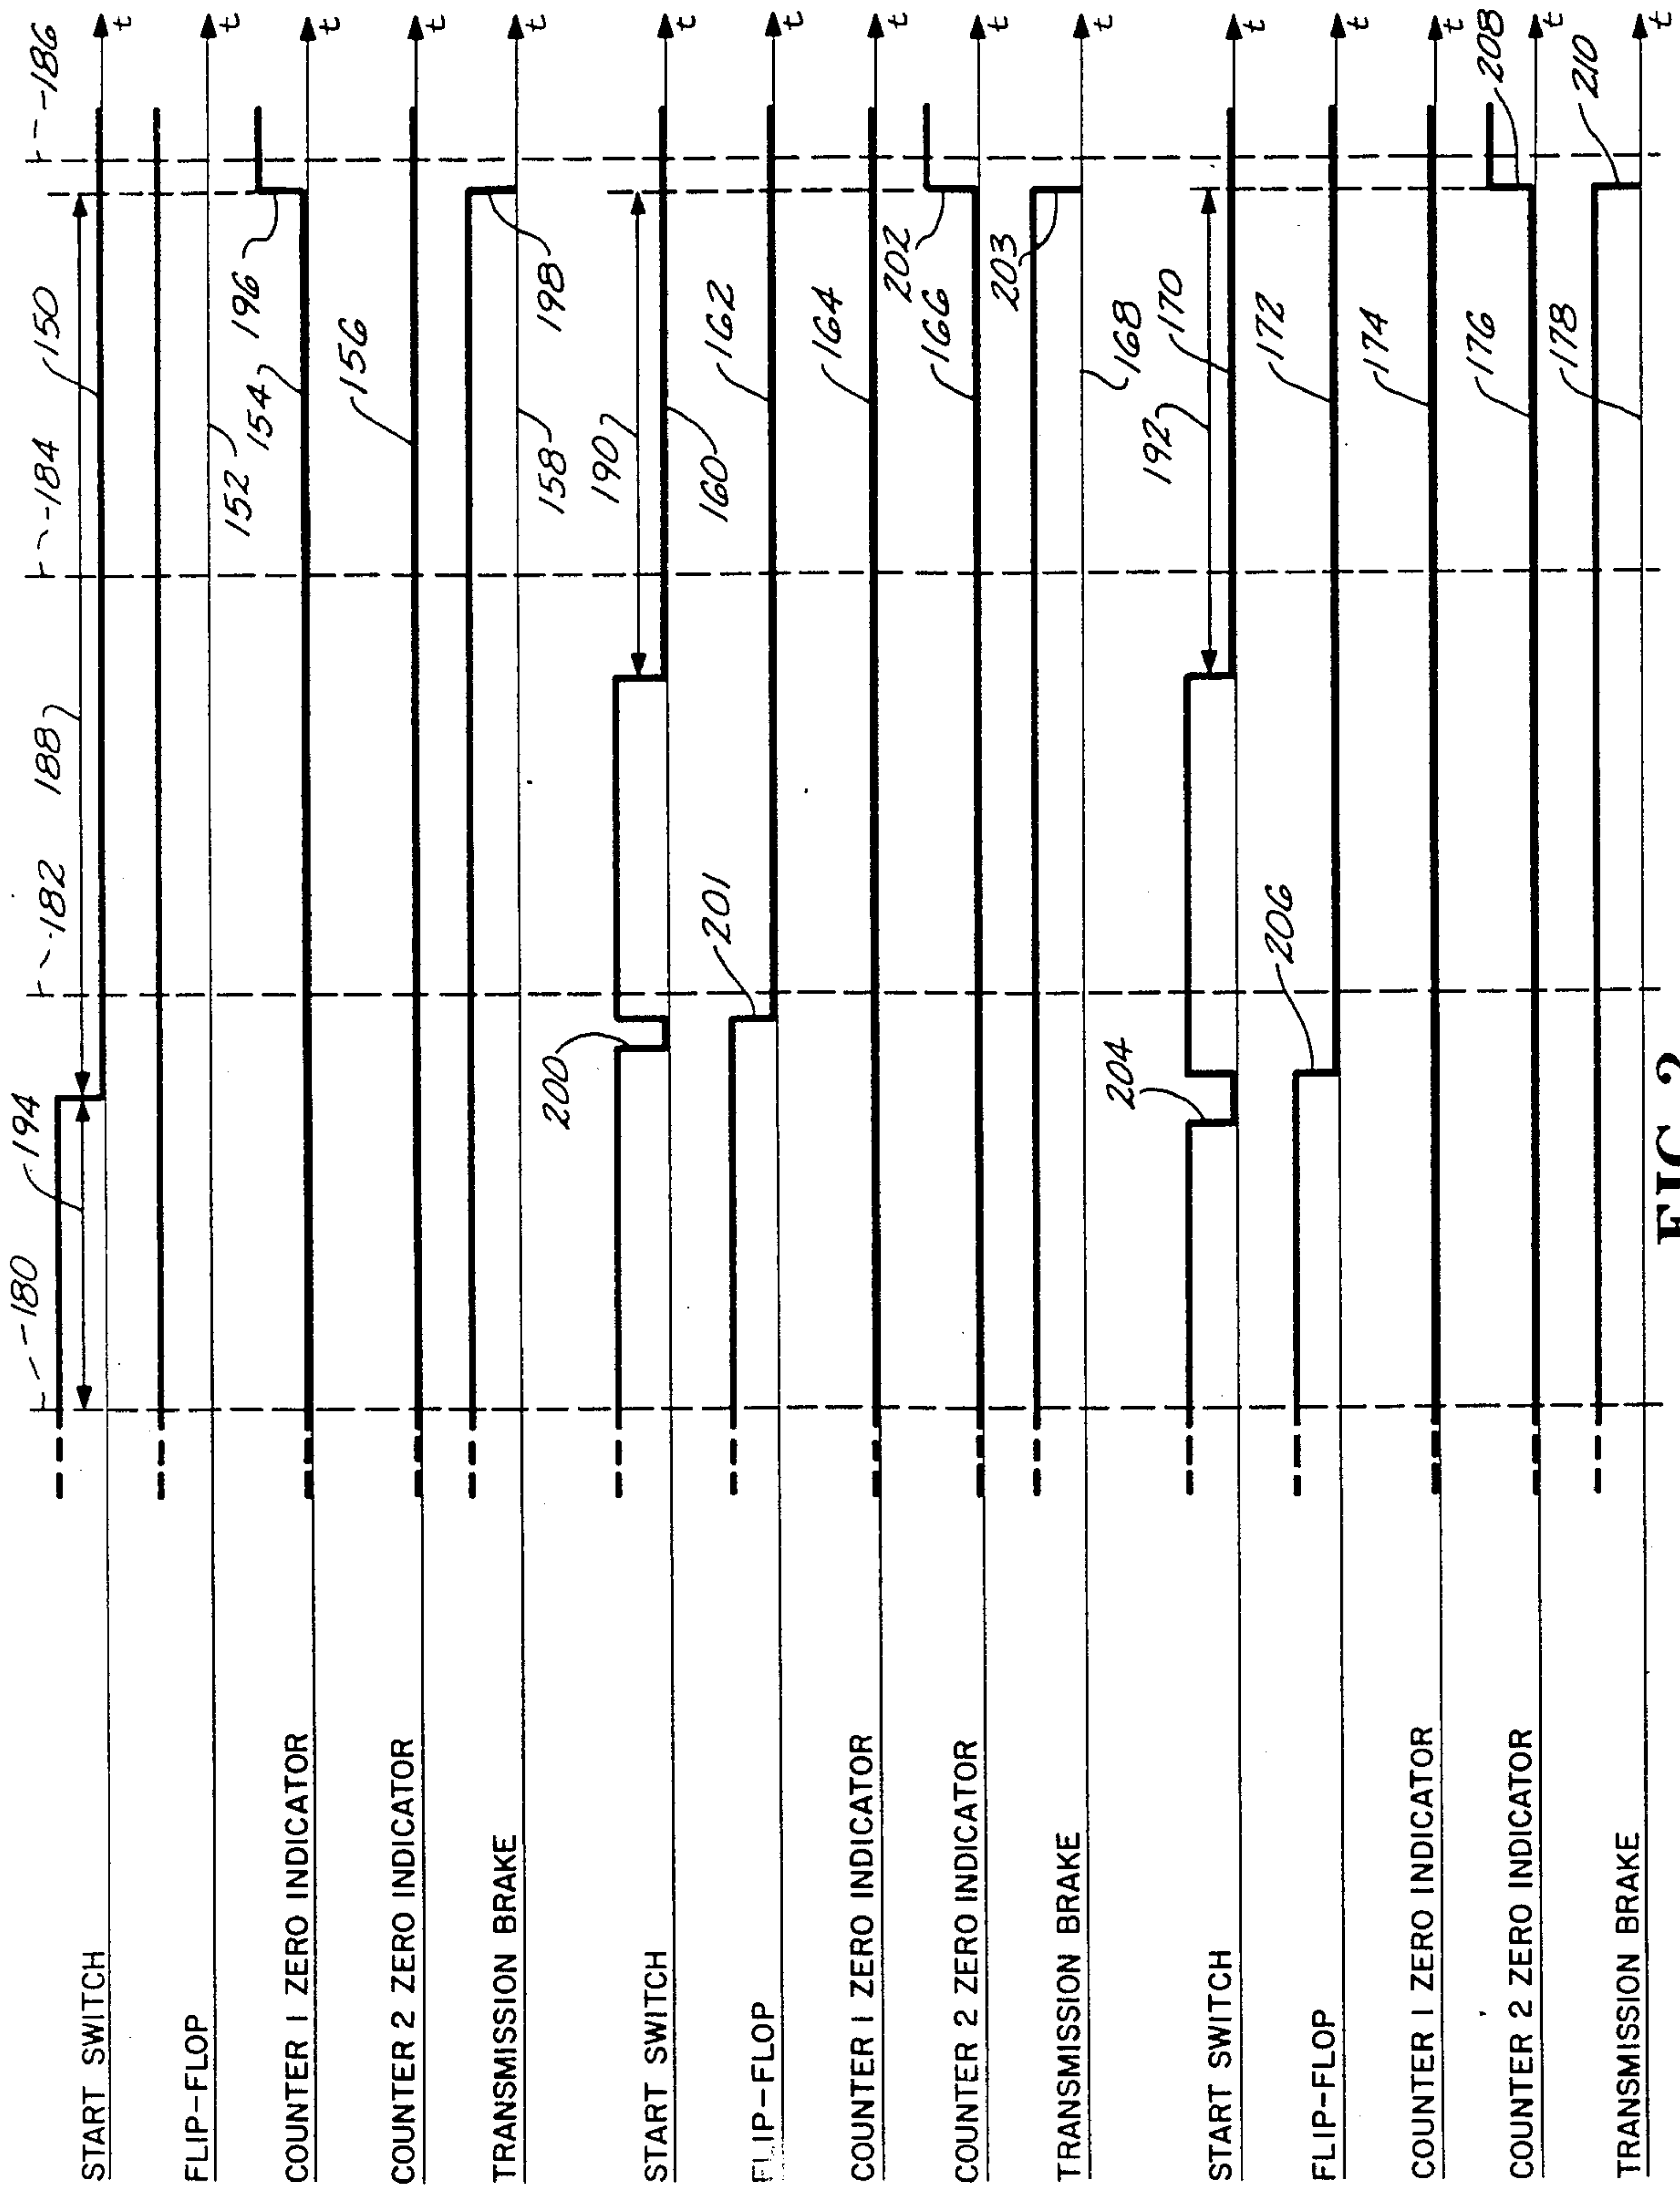 -180
194
-182
188
-184
150
-186
START SWITCH
t
FLIP-FLOP
152
t
COUNTER 1 ZERO INDICATOR
154
196
t
COUNTER 2 ZERO INDICATOR
156
t
TRANSMISSION BRAKE
158
198
t
START SWITCH
200
190
160
t
FLIP-FLOP
201
162
t
COUNTER 1 ZERO INDICATOR
164
t
COUNTER 2 ZERO INDICATOR
166
202
t
TRANSMISSION BRAKE
203
168
t
START SWITCH
204
192
170
t
FLIP-FLOP
206
172
t
COUNTER 1 ZERO INDICATOR
174
t
COUNTER 2 ZERO INDICATOR
176
208
t
TRANSMISSION BRAKE
178
210
t